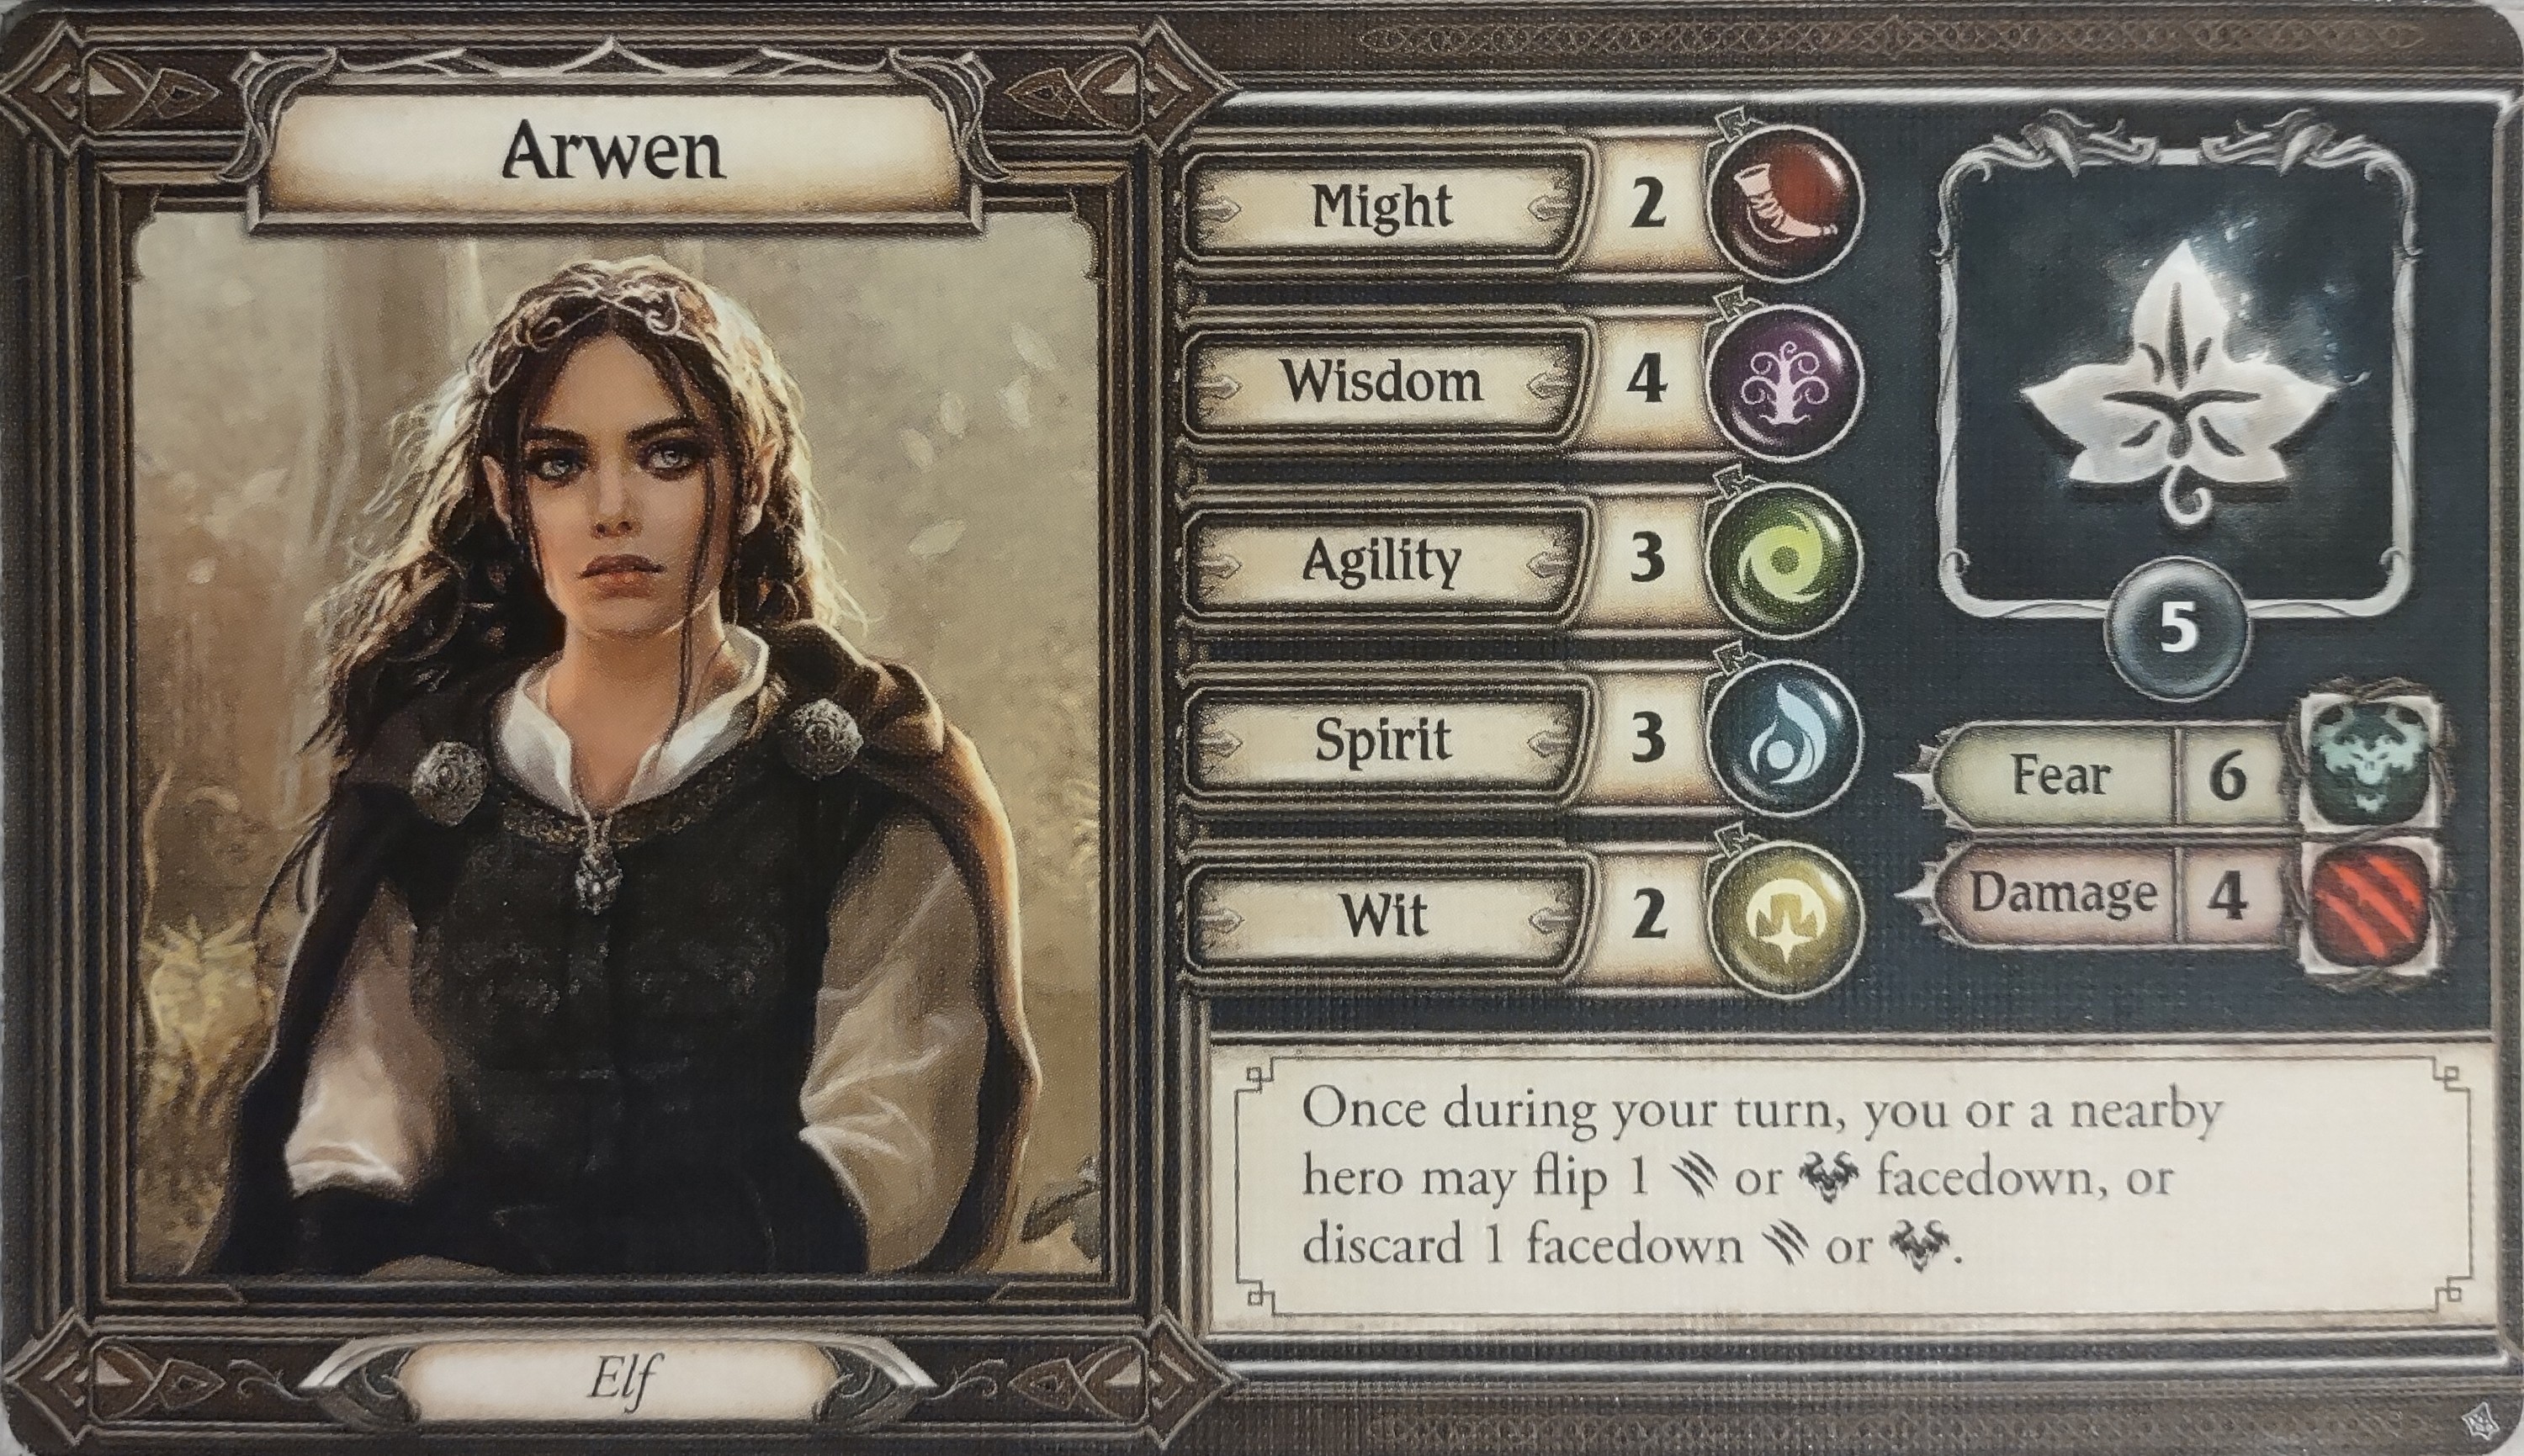 Arwen
Might 2
Wisdom 4
Agility 3
Spirit 3
Wit 2
5
Fear 6
Damage 4
Once during your turn, you or a nearby
hero may flip 1 or facedown, or
discard 1 facedown or .
Elf